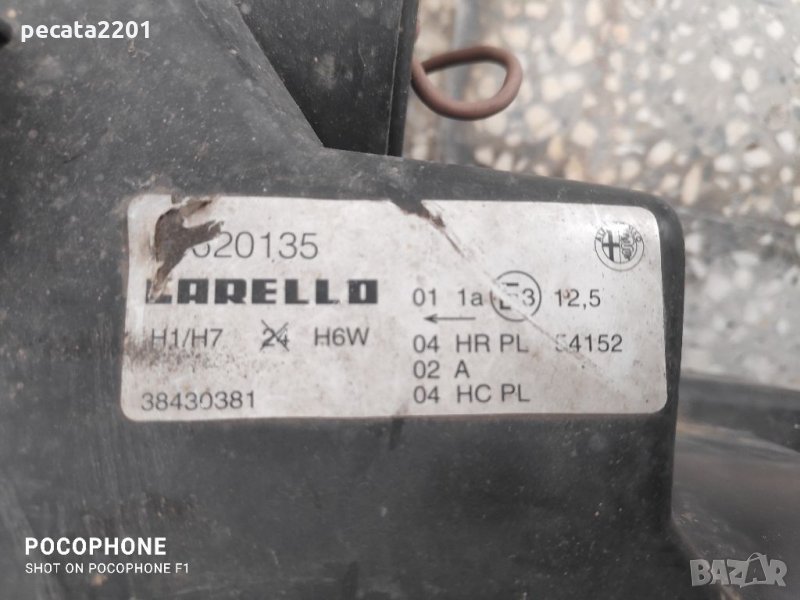 pecata2201
620135
CARELLO
01 1a E3 12,5
H1/H7 24 H6W
04 HR PL 54152
02 A
38430381
04 HC PL
POCOPHONE
SHOT ON POCOPHONE F1
BAZAR